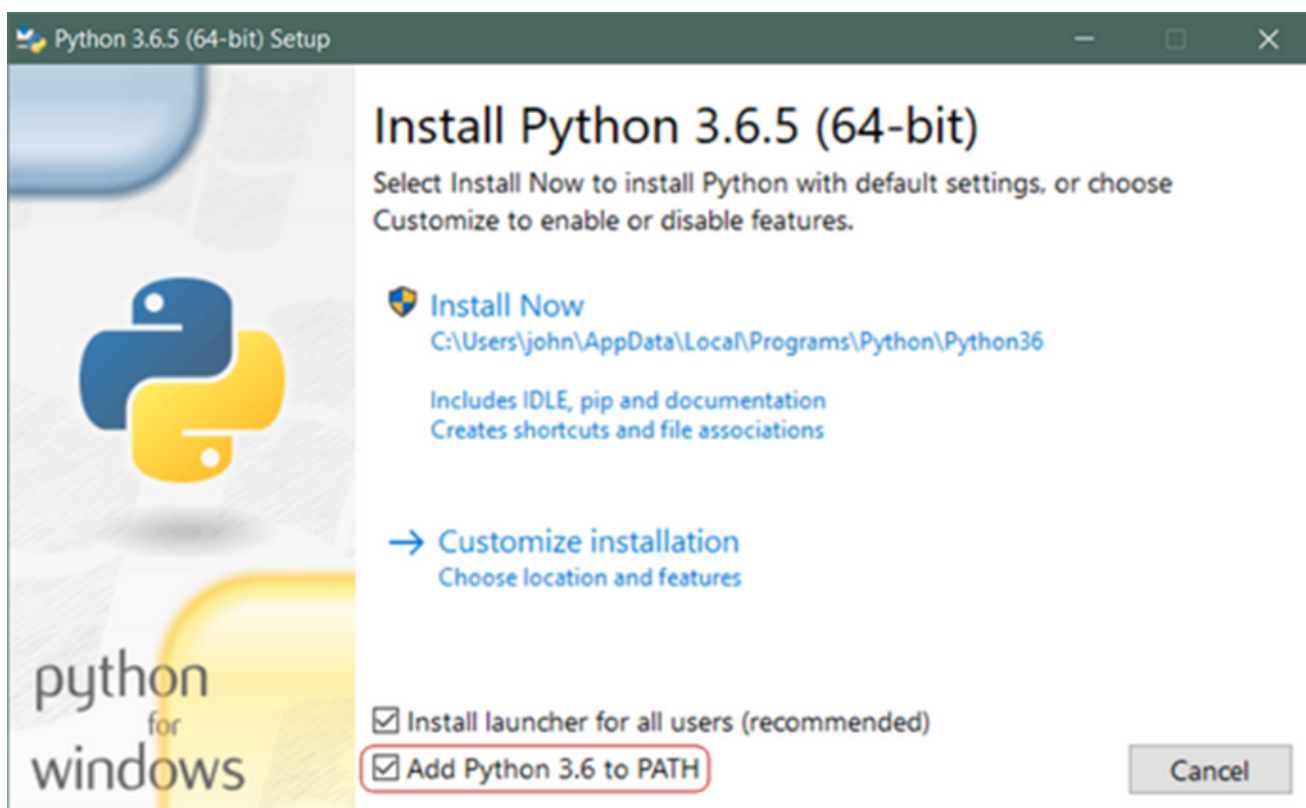 Python 3.6.5 (64-bit) Setup
Install Python 3.6.5 (64-bit)
Select Install Now to install Python with default settings, or choose
Customize to enable or disable features.
Install Now
C:\Users\john\AppData\Local\Programs\Python\Python36
Includes IDLE, pip and documentation
Creates shortcuts and file associations
Customize installation
Choose location and features
python
for
windows
Install launcher for all users (recommended)
Add Python 3.6 to PATH
Cancel